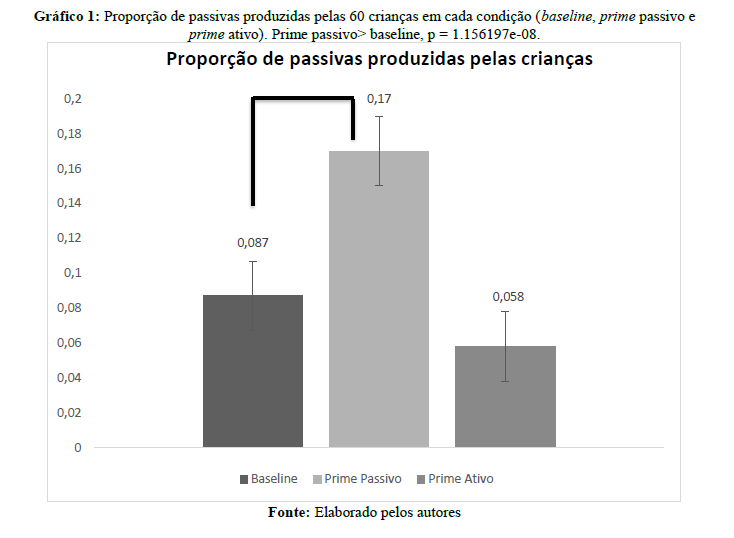 Gráfico 1: Proporção de passivas produzidas pelas 60 crianças em cada condição (baseline, prime passivo e
prime ativo). Prime passivo> baseline, p = 1.156197e-08.
Proporção de passivas produzidas pelas crianças
0,2
0,17
0,18
0,16
0,14
0,12
0,087
0,1
0,08
0,058
0,06
0,04
0,02
0
Baseline Prime Passivo Prime Ativo
Fonte: Elaborado pelos autores